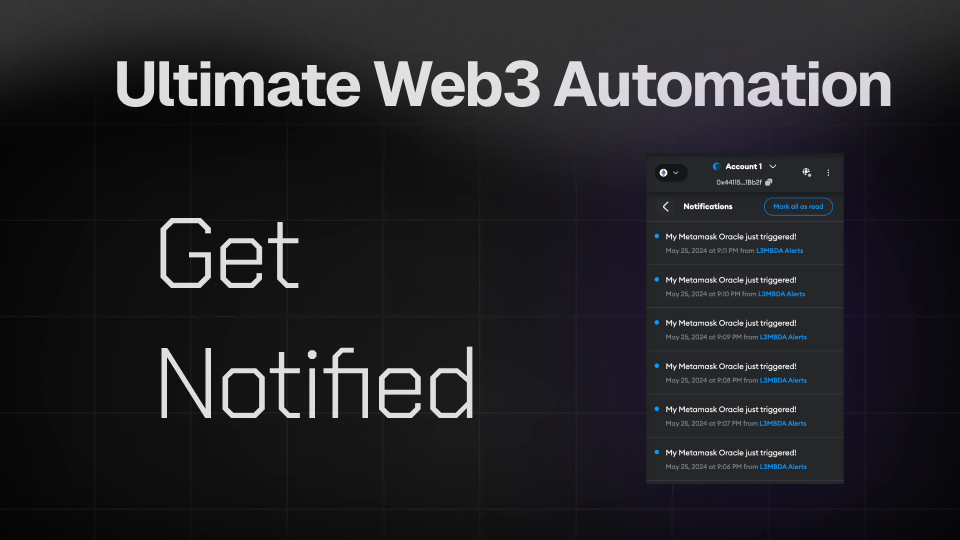 Ultimate Web3 Automation
Get
Notified
Account 1
0x44115...18b2f
Notifications
Mark all as read
My Metamask Oracle just triggered!
May 25, 2024 at 9:11 PM from L3MBDA Alerts
My Metamask Oracle just triggered!
May 25, 2024 at 9:10 PM from L3MBDA Alerts
My Metamask Oracle just triggered!
May 25, 2024 at 9:09 PM from L3MBDA Alerts
My Metamask Oracle just triggered!
May 25, 2024 at 9:08 PM from L3MBDA Alerts
My Metamask Oracle just triggered!
May 25, 2024 at 9:07 PM from L3MBDA Alerts
My Metamask Oracle just triggered!
May 25, 2024 at 9:06 PM from L3MBDA Alerts